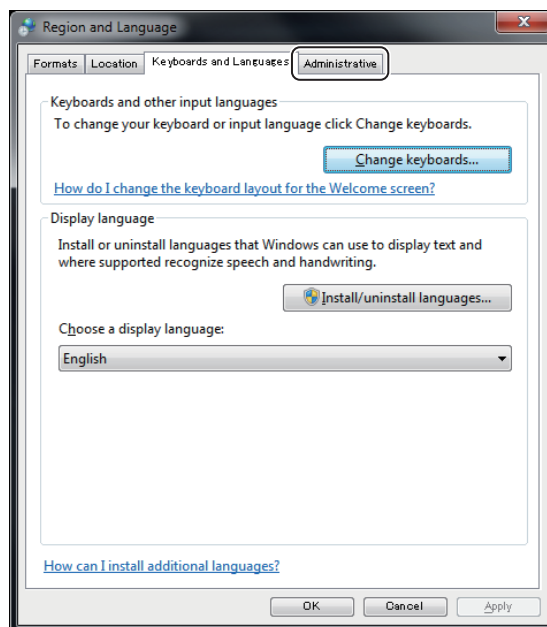 Region and Language
Formats Location Keyboards and Languages Administrative
Keyboards and other input languages
To change your keyboard or input language click Change keyboards.
Change keyboards...
How do I change the keyboard layout for the Welcome screen?
Display language
Install or uninstall languages that Windows can use to display text and
where supported recognize speech and handwriting.
Install/uninstall languages...
Choose a display language:
English
How can I install additional languages?
OK Cancel Apply